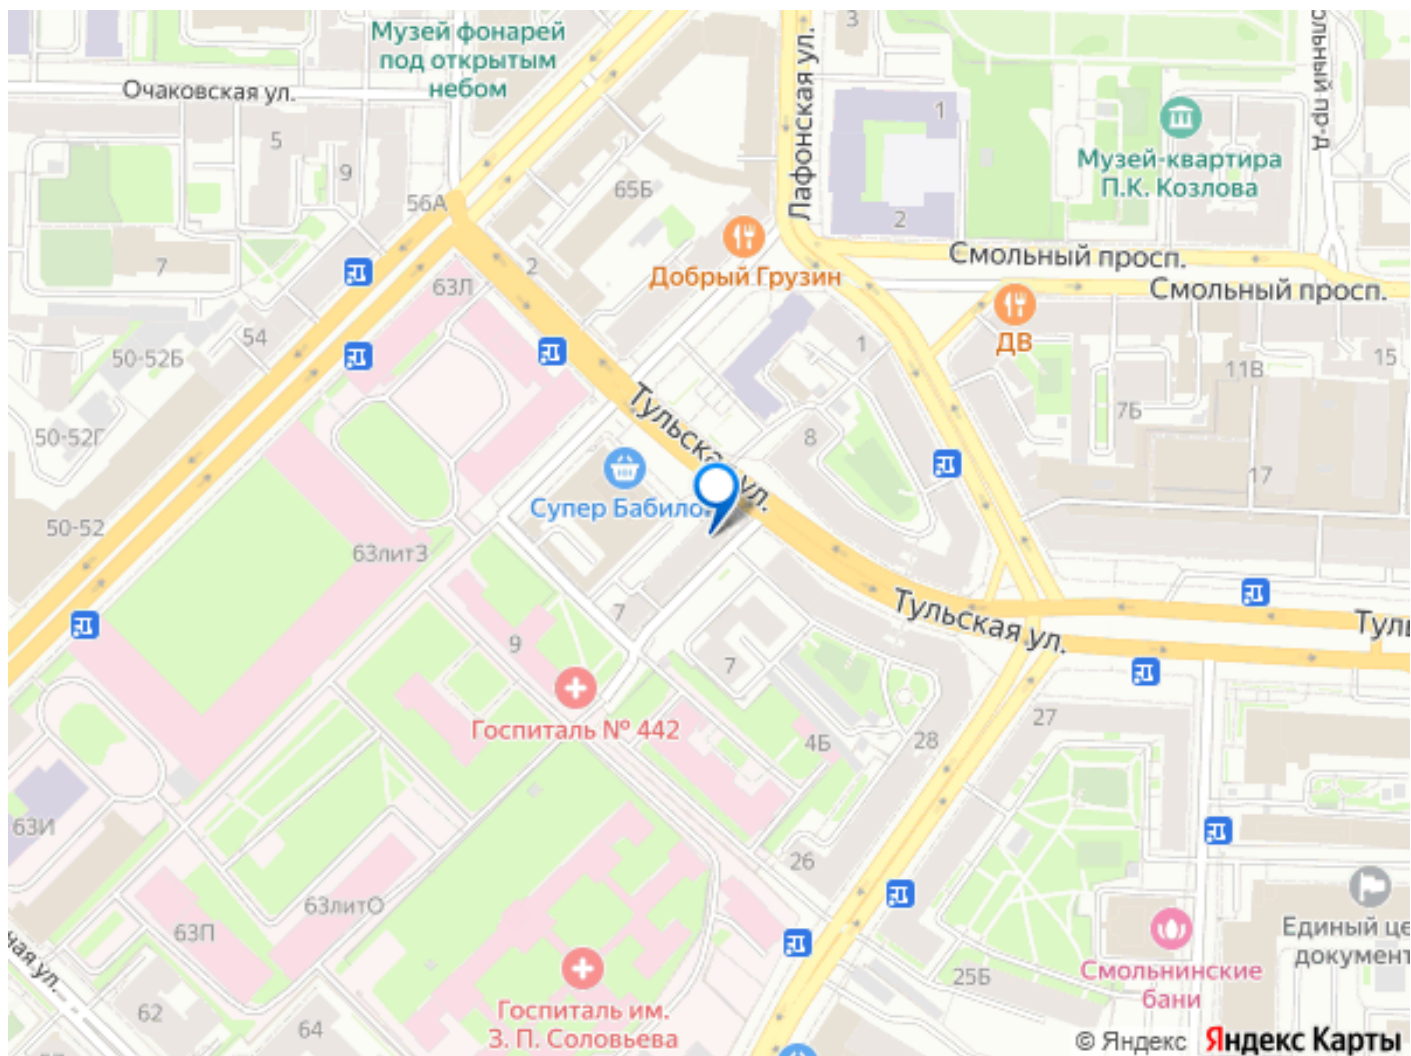 Музей фонарей
под открытым
небом
Очаковская ул.
Лафонская ул.
3
1
Музей-квартира
П.К. Козлова
5
9
56А
65Б
2
Смольный просп.
Смольный просп.
Добрый Грузин
7
2
63Л
54
50-52Б
ДВ
1
11В
15
7Б
50-52Г
Тульская ул.
8
17
Супер
50-52
63литЗ
7
9
7
Тульская ул.
Госпиталь № 442
4Б
28
27
63И
26
63литО
63П
Единый
Смольнинские
бани
25Б
62
64
Госпиталь им.
З. П. Соловьева
© Яндекс Яндекс Карты